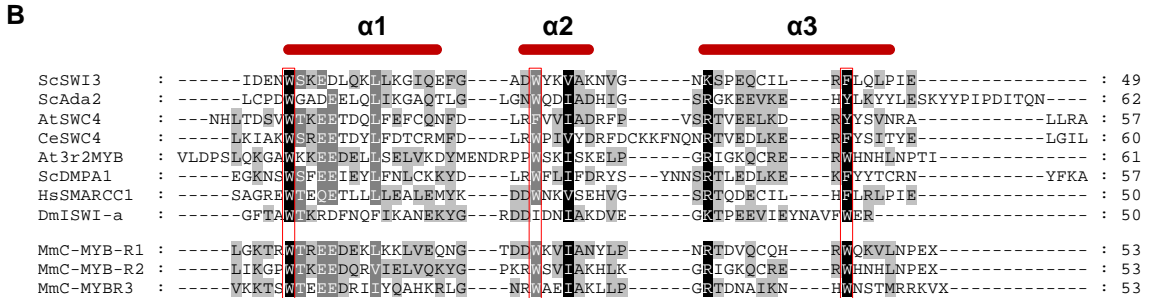 B
α1 α2 α3
ScSWI3 : ------IDENWSKEDLQKLLKGIQEFG----ADWYKVAKNVG------NKSPEQCIL----RFLQLPIE---------------- : 49
ScAda2 : ------LCPDWGADEELQLIKGAQTLG---LGNWQDIADHIG------SRGKEEVKE----HYLKYYLESKYYPIPDITQN---- : 62
AtSWC4 : ---NHLTDSVWTKEETDQLFEFCQNFD----LRFVVIADRFP-----VSRTVEELKD----RYYSVNRA------------LLRA : 57
CeSWC4 : -----LKIAKWSREETDYLFDTCRMFD----LRWPIVYDRFDCKKFNQNRTVEDLKE----RFYSITYE------------LGIL : 60
At3r2MYB : VLDPSLQKGAWKKEEDELLSELVKDYMENDRPPWSKISKELP------GRIGKQCRE----RWHNHLNPTI-------------- : 61
ScDMPA1 : -----EGKNSWSFEEIEYLFNLCKKYD----LRWFLIFDRYS---YNNSRTLEDLKE----KFYYTCRN------------YFKA : 57
HsSMARCC1 : -----SAGREWTEQETLLLLEALEMYK----DDWNKVSEHVG------SRTQDECIL----HFLRLPIE---------------- : 50
DmISWI-a : ------GFTAWTKRDFNQFIKANEKYG---RDDIDNIAKDVE------GKTPEEVIEYNAVFWER-------------------- : 50
MmC-MYB-R1 : -----LGKTRWTREEDEKLKKLVEQNG---TDDWKVIANYLP------NRTDVQCQH----RWQKVLNPEX-------------- : 53
MmC-MYB-R2 : -----LIKGPWTKEEDQRVIELVQKYG---PKRWSVIAKHLK------GRIGKQCRE----RWHNHLNPEX-------------- : 53
MmC-MYBR3 : -----VKKTSWTEEEDRIIYQAHKRLG----NRWAEIAKLLP------GRTDNAIKN----HWNSTMRRKVX------------- : 53